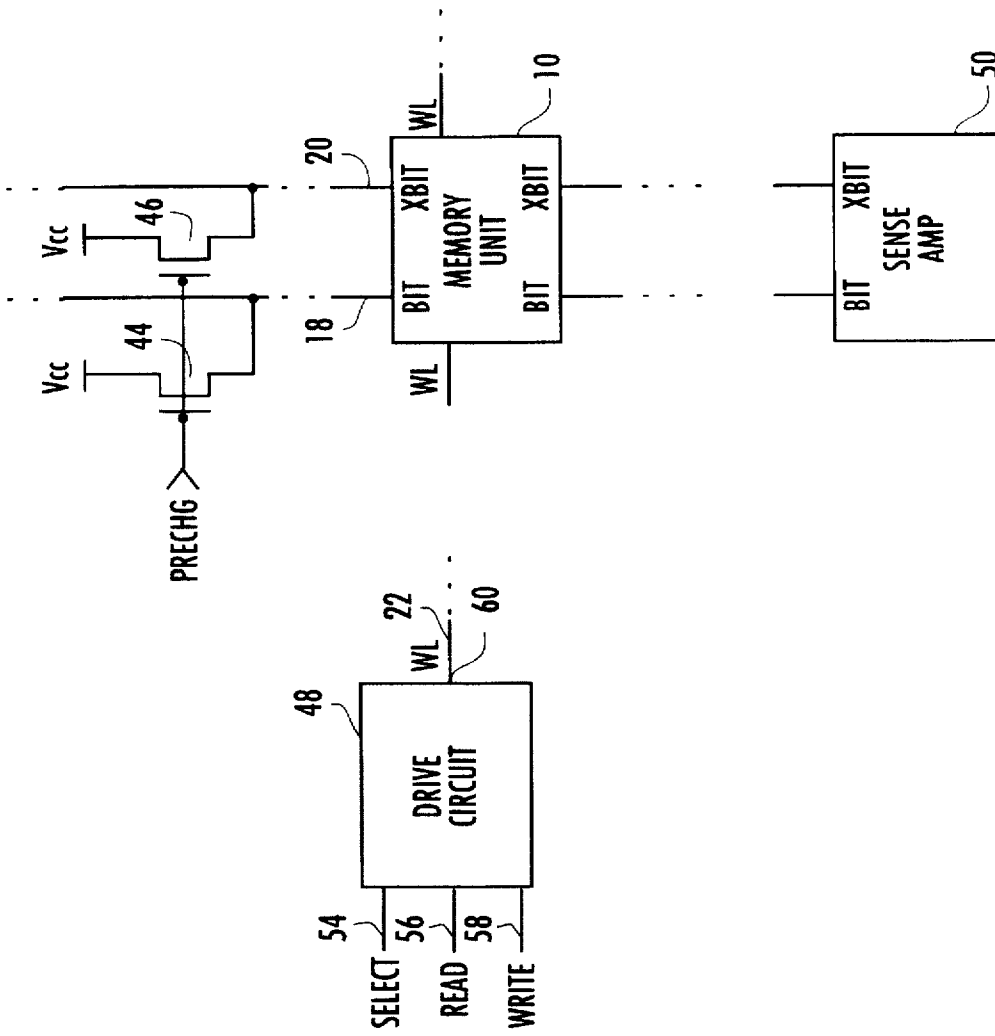 Vcc
Vcc
44
46
PRECHG
18
20
WL
BIT
XBIT
WL
MEMORY
UNIT
10
BIT
XBIT
48
SELECT
54
READ
56
WRITE
58
DRIVE
CIRCUIT
WL
22
60
BIT
XBIT
SENSE
AMP
50